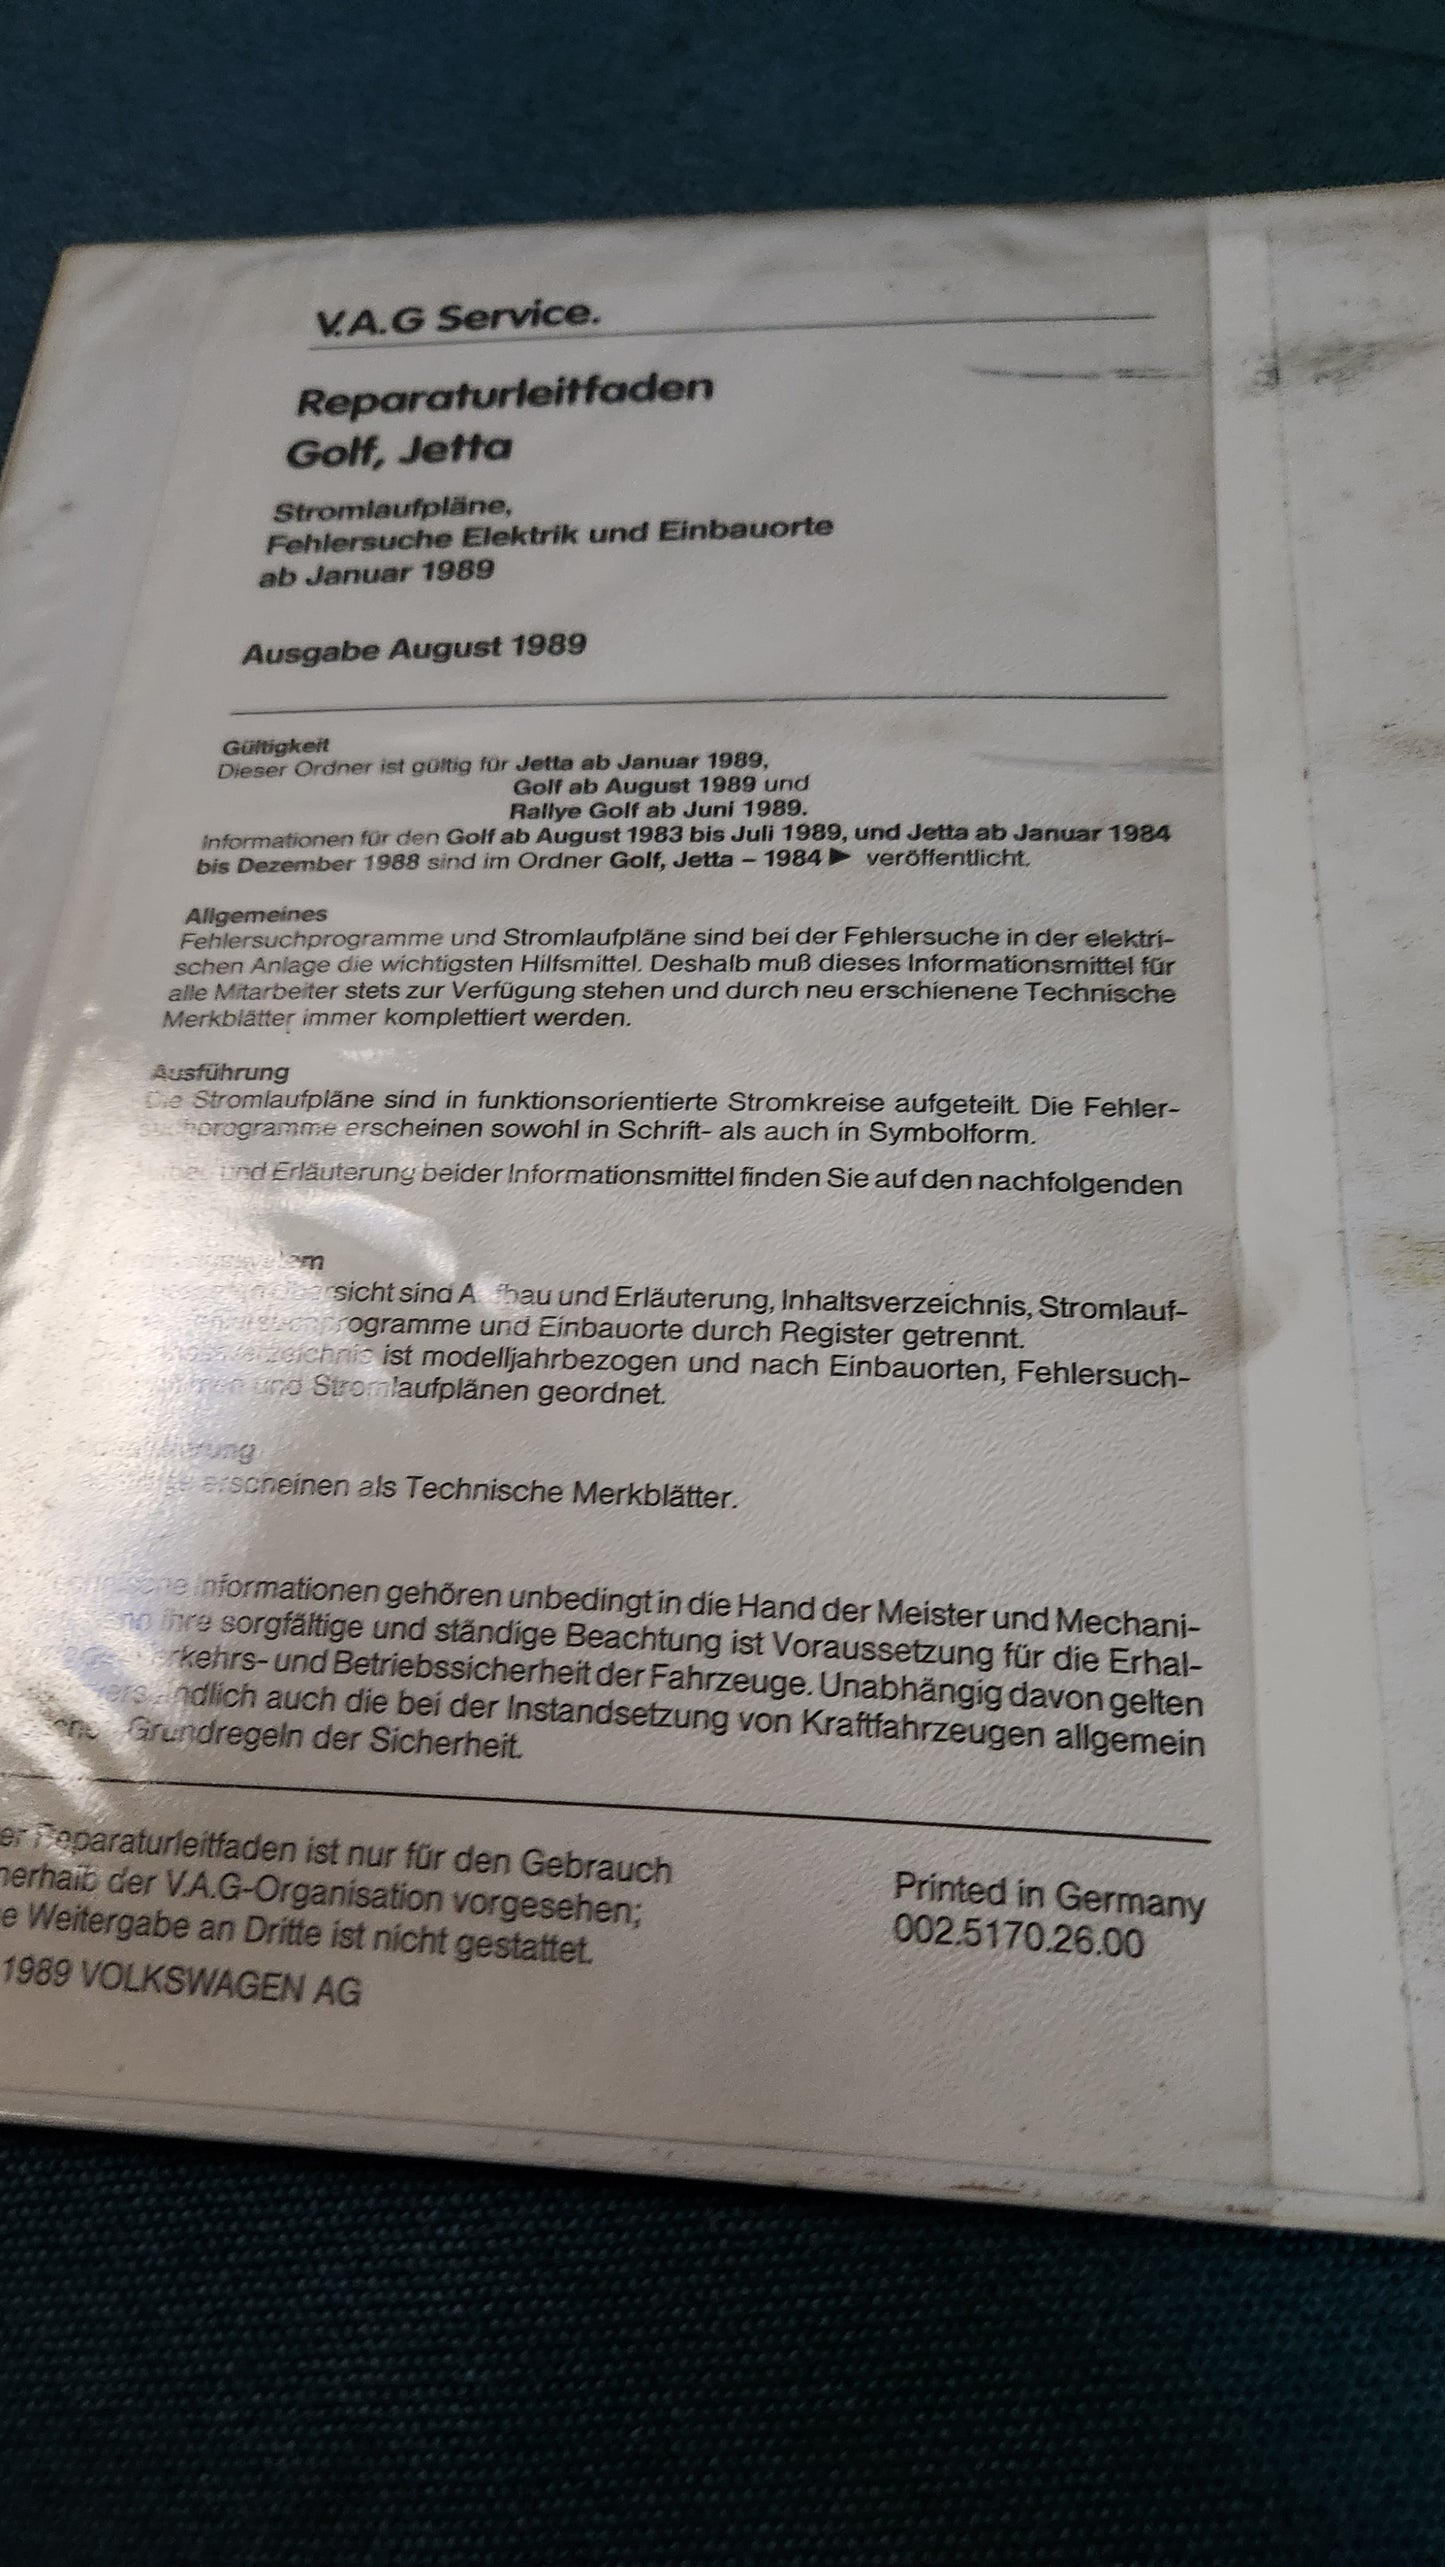 V.A.G Service.
Reparaturleitfaden
Golf, Jetta
Stromlaufpläne,
Fehlersuche Elektrik und Einbauorte
ab Januar 1989
Ausgabe August 1989
Gültigkeit
Dieser Ordner ist gültig für Jetta ab Januar 1989,
Golf ab August 1989 und
Rallye Golf ab Juni 1989.
Informationen für den Golf ab August 1983 bis Juli 1989, und Jetta ab Januar 1984
bis Dezember 1988 sind im Ordner Golf, Jetta – 1984 ▶ veröffentlicht.
Allgemeines
Fehlersuchprogramme und Stromlaufpläne sind bei der Fehlersuche in der elektri-
schen Anlage die wichtigsten Hilfsmittel. Deshalb muß dieses Informationsmittel für
alle Mitarbeiter stets zur Verfügung stehen und durch neu erschienene Technische
Merkblätter immer komplettiert werden.
Ausführung
Die Stromlaufpläne sind in funktionsorientierte Stromkreise aufgeteilt. Die Fehler-
suchprogramme erscheinen sowohl in Schrift- als auch in Symbolform.
und Erläuterung beider Informationsmittel finden Sie auf den nachfolgenden
sind Aufbau und Erläuterung, Inhaltsverzeichnis, Stromlauf-
und Einbauorte durch Register getrennt.
ist modelljahrbezogen und nach Einbauorten, Fehlersuch-
und Stromlaufplänen geordnet.
erscheinen als Technische Merkblätter.
Informationen gehören unbedingt in die Hand der Meister und Mechani-
ihre sorgfältige und ständige Beachtung ist Voraussetzung für die Erhal-
und Betriebssicherheit der Fahrzeuge. Unabhängig davon gelten
auch die bei der Instandsetzung von Kraftfahrzeugen allgemein
Grundregeln der Sicherheit.
er Reparaturleitfaden ist nur für den Gebrauch
nerhalb der V.A.G-Organisation vorgesehen;
e Weitergabe an Dritte ist nicht gestattet.
1989 VOLKSWAGEN AG
Printed in Germany
002.5170.26.00